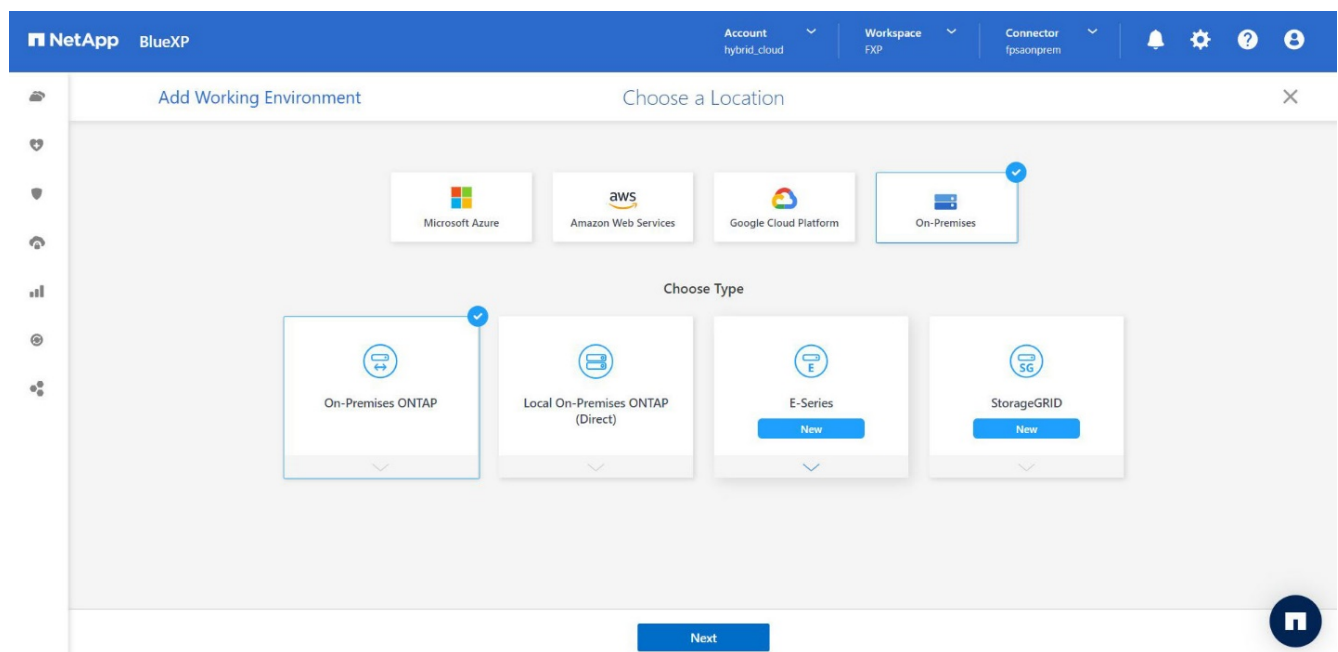 NetApp BlueXP
Account
hybrid_cloud
Workspace
FXP
Connector
fpsaonprem
Add Working Environment
Choose a Location
Microsoft Azure
aws
Amazon Web Services
Google Cloud Platform
On-Premises
Choose Type
On-Premises ONTAP
Local On-Premises ONTAP
(Direct)
E
E-Series
New
SG
StorageGRID
New
Next